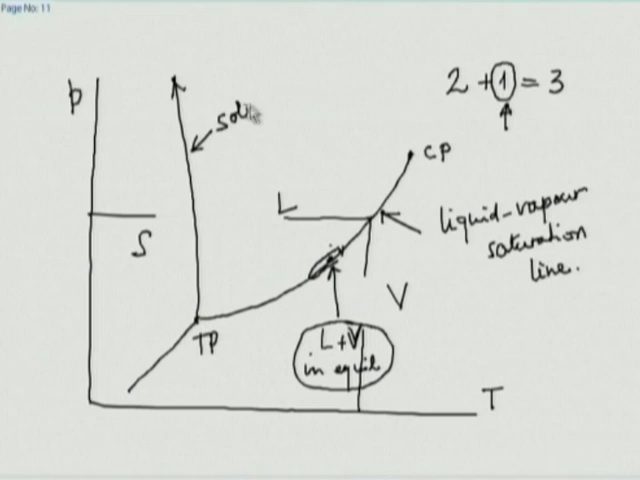 Page No: 11
p
2 + 1 = 3
CP
L
liquid-vapour
saturation
line.
S
V
TP
L + V
in equil
T